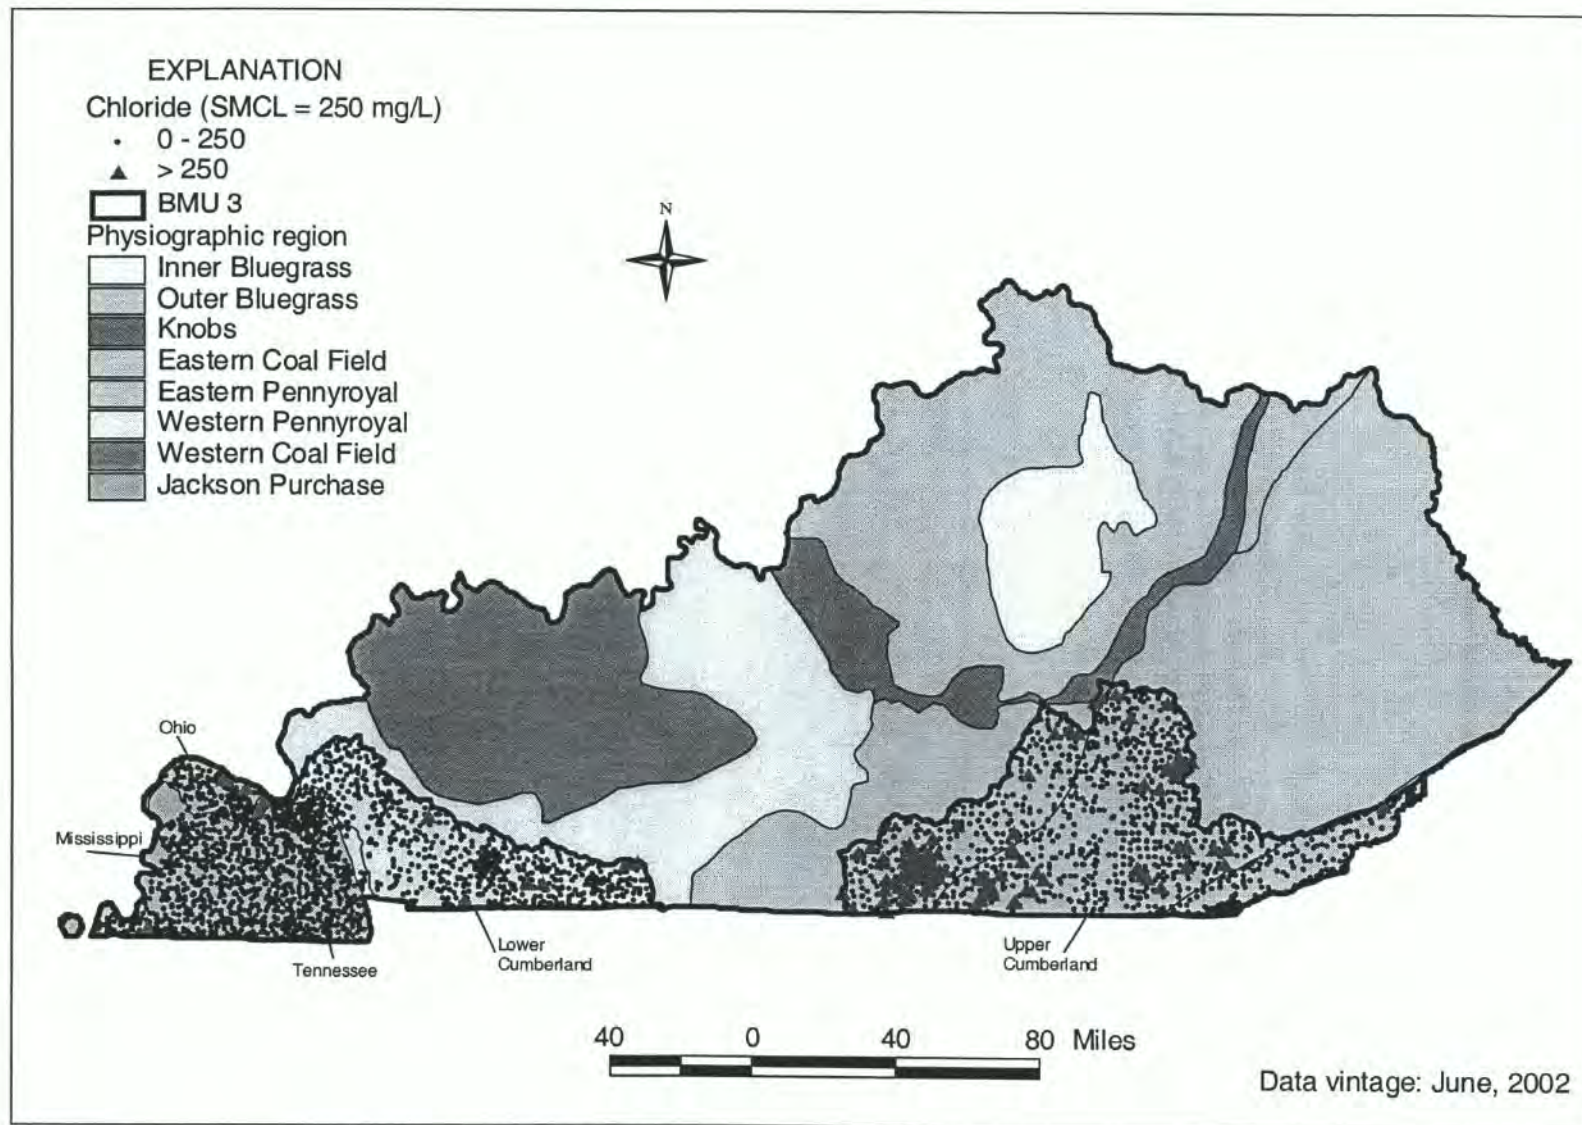 EXPLANATION
Chloride (SMCL = 250 mg/L)
0 - 250
> 250
BMU 3
Physiographic region
Inner Bluegrass
Outer Bluegrass
Knobs
Eastern Coal Field
Eastern Pennyroyal
Western Pennyroyal
Western Coal Field
Jackson Purchase
N
Ohio
Mississippi
Tennessee
Lower
Cumberland
Upper
Cumberland
40 0 40 80 Miles
Data vintage: June, 2002